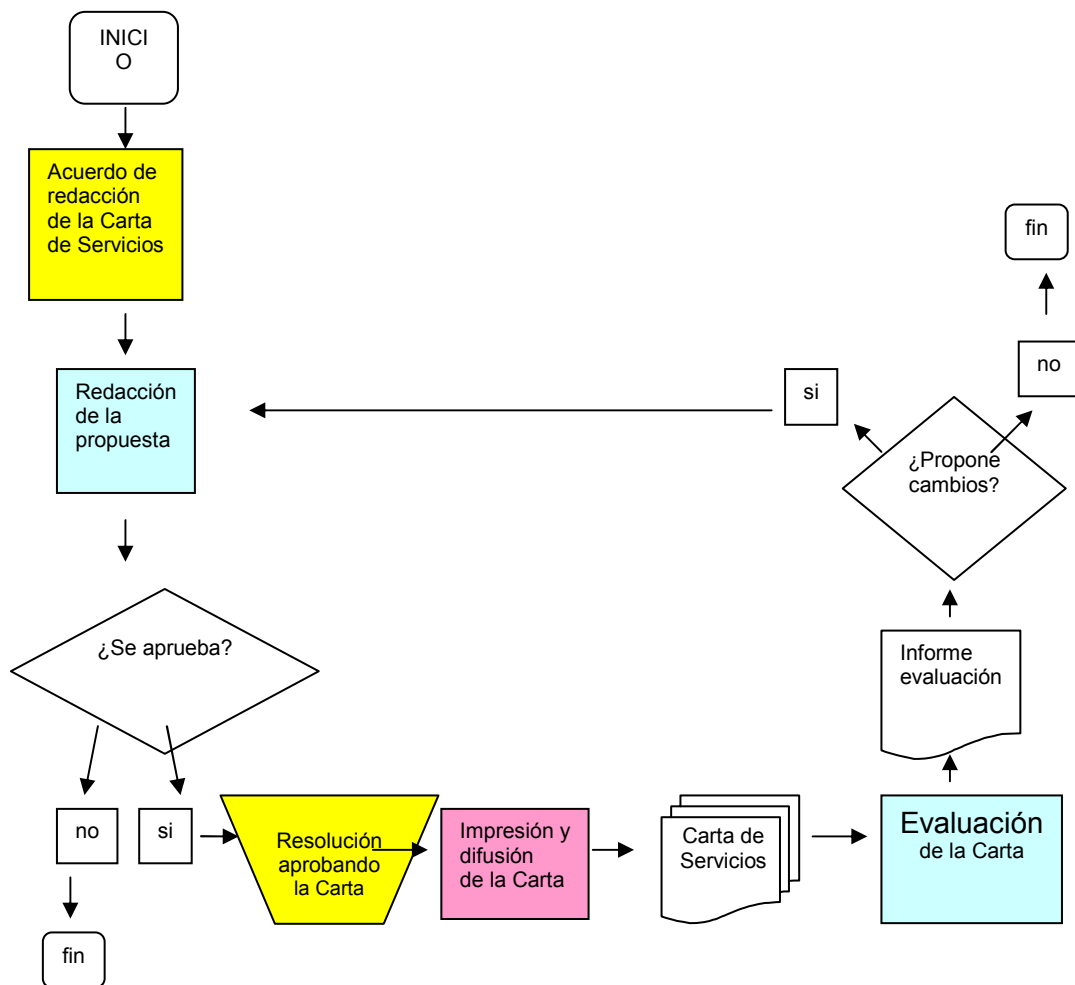 INICI
O
Acuerdo de
redacción
de la Carta
de Servicios
Redacción
de la
propuesta
¿Se aprueba?
no
si
fin
Resolución
aprobando
la Carta
Impresión y
difusión
de la Carta
Carta de
Servicios
Evaluación
de la Carta
Informe
evaluación
¿Propone
cambios?
si
no
fin